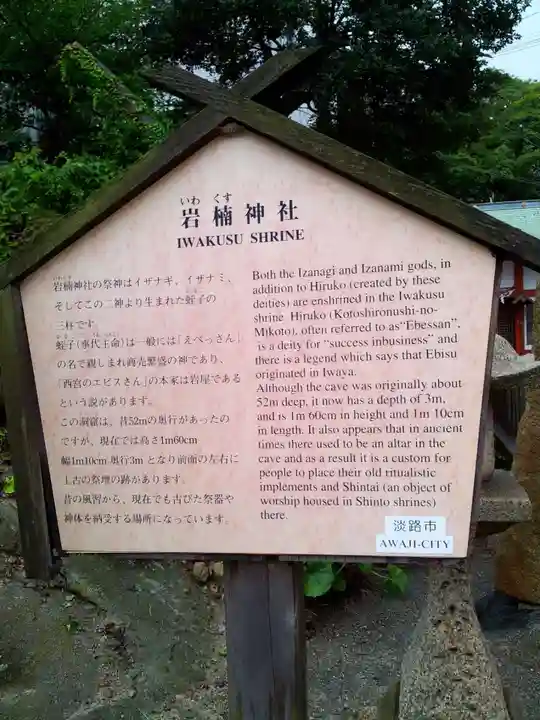 いわ くす
岩楠神社
IWAKUSU SHRINE
岩楠神社の祭神はイザナギ、イザナミ、
そしてこの二神より生まれた蛭子の
三柱です
蛭子(事代主命)は一般には「えべっさん」
の名で親しまれ商売繁盛の神であり、
「西宮のエビスさん」の本家は岩屋である
という説があります。
この洞窟は、昔52mの奥行があったの
ですが、現在では高さ1m60cm
幅1m10cm奥行3mとなり前面の左右に
上古の祭壇の跡があります。
昔の風習から、現在でも古びた祭器や
神体を納受する場所になっています。
Both the Izanagi and Izanami gods, in
addition to Hiruko (created by these
deities) are enshrined in the Iwakusu
shrine. Hiruko (Kotoshironushi-no-
Mikoto), often referred to as"Ebessan",
is a deity for "success inbusiness" and
there is a legend which says that Ebisu
originated in Iwaya.
Although the cave was originally about
52m deep, it now has a depth of 3m,
and is 1m 60cm in height and 1m 10cm
in length. It also appears that in ancient
times there used to be an altar in the
cave and as a result it is a custom for
people to place their old ritualistic
implements and Shintai (an object of
worship housed in Shinto shrines)
there.
淡路市
AWAJI-CITY